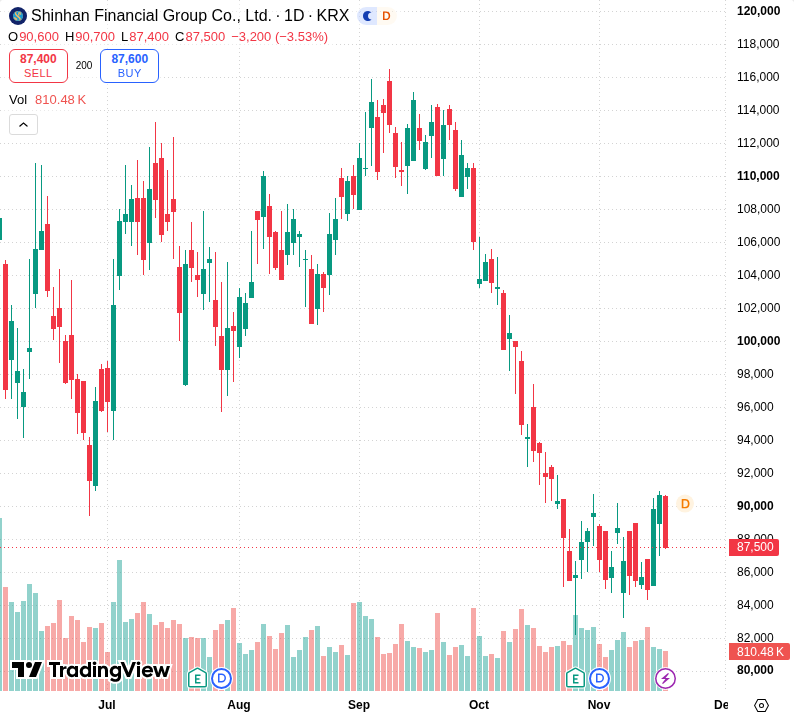 Shinhan Financial Group Co., Ltd. · 1D · KRX D
O90,600 H90,700 L87,400 C87,500 −3,200 (−3.53%)
87,400 SELL 200 87,600 BUY
Vol 810.48 K
120,000
118,000
116,000
114,000
112,000
110,000
108,000
106,000
104,000
102,000
100,000
98,000
96,000
94,000
92,000
90,000
D
88,000
87,500
86,000
84,000
82,000
810.48 K
80,000
TradingView
E D E D
Jul Aug Sep Oct Nov De